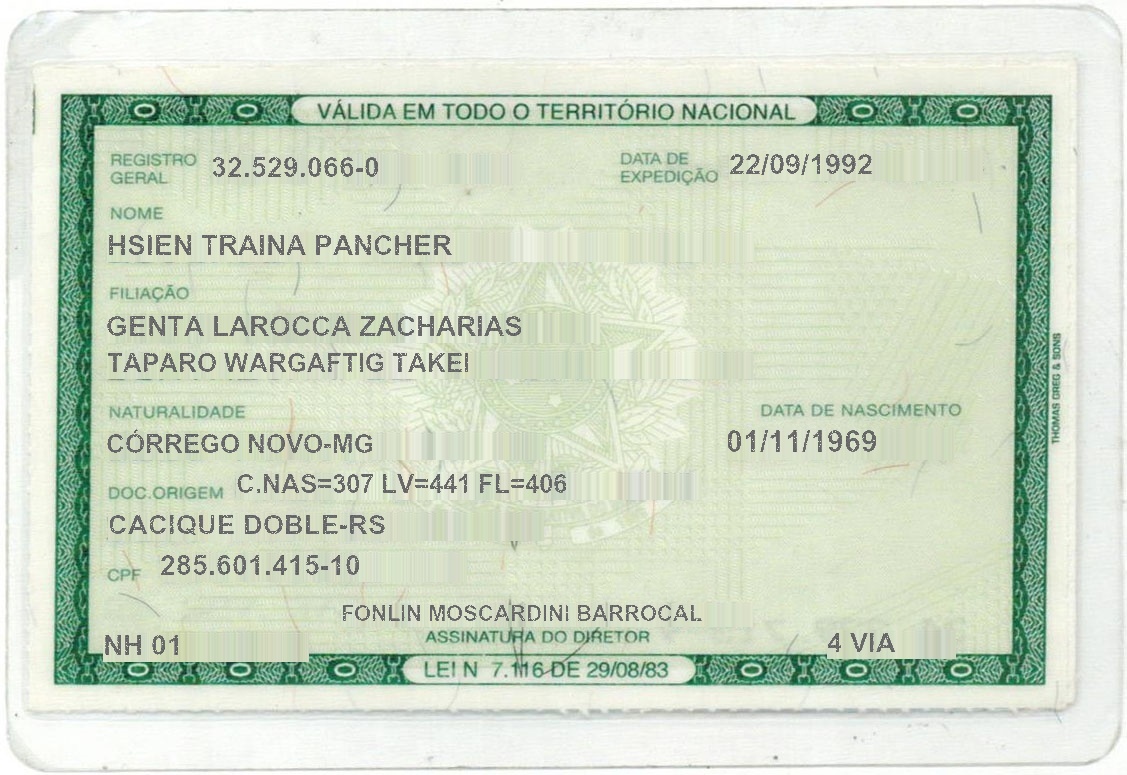 VÁLIDA EM TODO O TERRITÓRIO NACIONAL
REGISTRO GERAL 32.529.066-0 DATA DE EXPEDIÇÃO 22/09/1992
NOME
HSIEN TRAINA PANCHER
FILIAÇÃO
GENTA LAROCCA ZACHARIAS
TAPARO WARGAFTIG TAKEI
NATURALIDADE DATA DE NASCIMENTO
CÓRREGO NOVO-MG 01/11/1969
DOC.ORIGEM C.NAS=307 LV=441 FL=406
CACIQUE DOBLE-RS
CPF 285.601.415-10
FONLIN MOSCARDINI BARROCAL
ASSINATURA DO DIRETOR
NH 01 4 VIA
LEI N 7.116 DE 29/08/83
THOMAS GREG & SONS